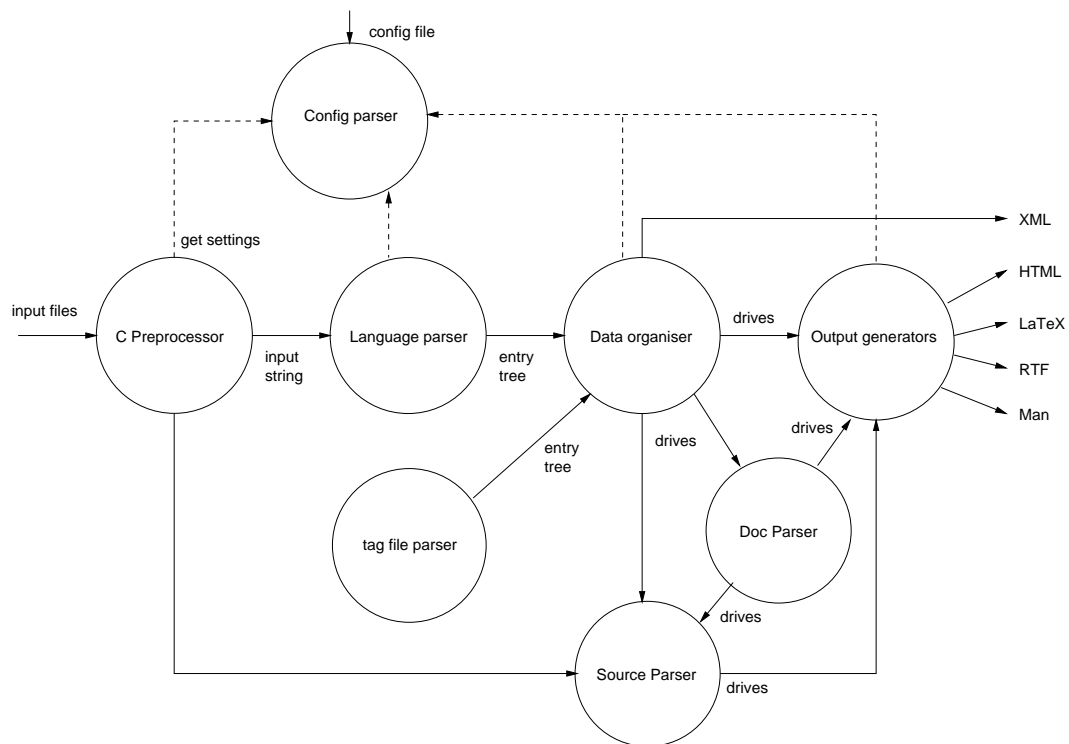 config file
Config parser
get settings
XML
HTML
input files
LaTeX
drives
C Preprocessor
Language parser
Data organiser
Output generators
input
string
entry
tree
RTF
Man
drives
drives
entry
tree
tag file parser
Doc Parser
drives
Source Parser
drives